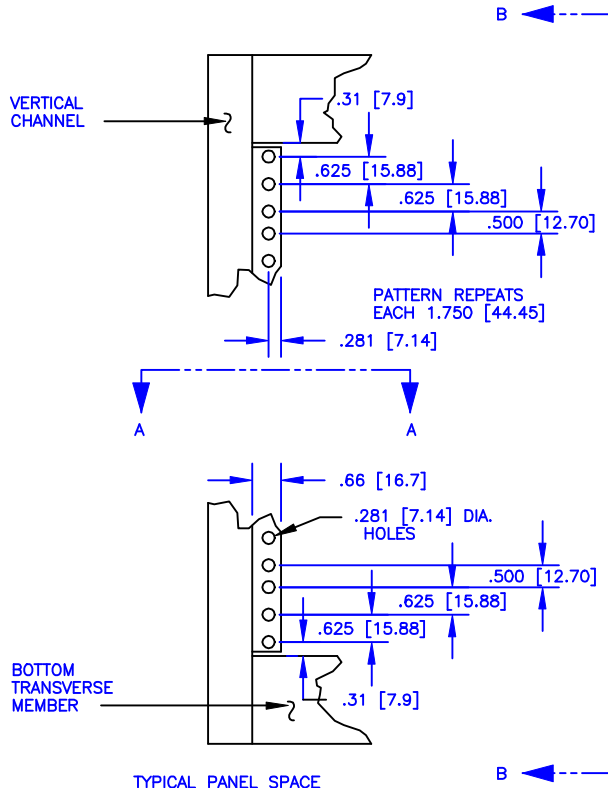 B
VERTICAL
CHANNEL
.31 [7.9]
.625 [15.88]
.625 [15.88]
.500 [12.70]
PATTERN REPEATS
EACH 1.750 [44.45]
.281 [7.14]
A
A
.66 [16.7]
.281 [7.14] DIA.
HOLES
.500 [12.70]
.625 [15.88]
.625 [15.88]
BOTTOM
TRANSVERSE
MEMBER
.31 [7.9]
B
TYPICAL PANEL SPACE